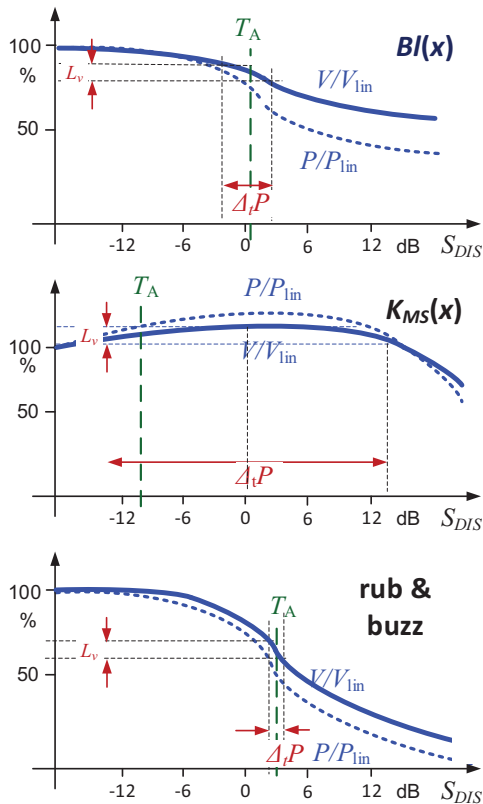 T_A
Bl(x)
100
%
L_v
V/V_lin
50
P/P_lin
Δ_tP
-12 -6 0 6 12 dB S_DIS
T_A
P/P_lin
K_MS(x)
L_v
100
V/V_lin
%
50
Δ_tP
-12 -6 0 6 12 dB S_DIS
rub &
buzz
100
T_A
%
L_v
50
V/V_lin
Δ_tP P/P_lin
-12 -6 0 6 12 dB S_DIS